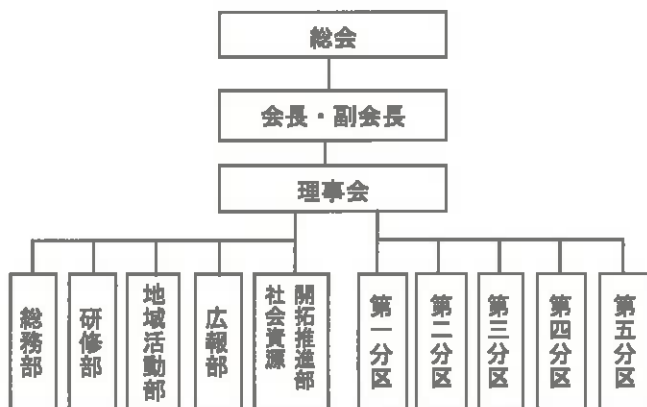 総会
会長・副会長
理事会
総務部
研修部
地域活動部
広報部
社会資源
開拓推進部
第一分区
第二分区
第三分区
第四分区
第五分区